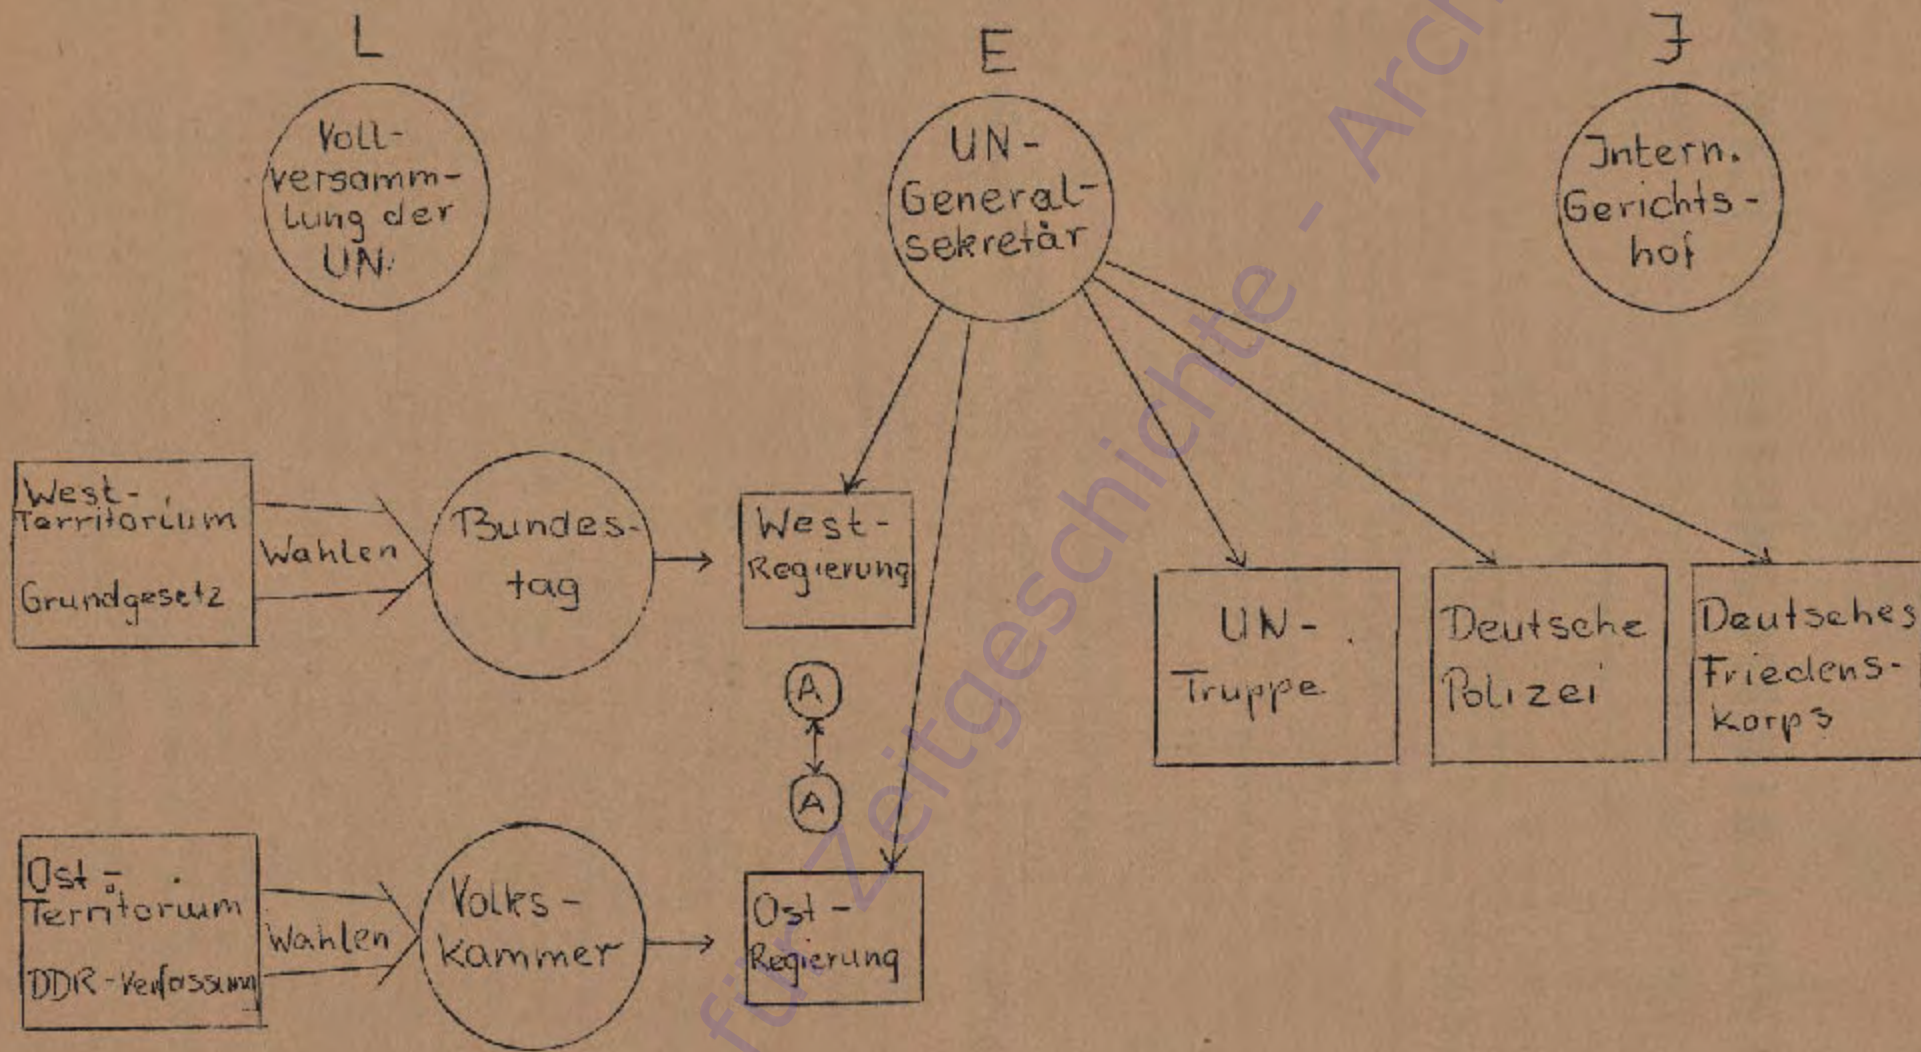 L
Voll-
versamm-
lung der
UN.
E
UN-
General-
sekretär
J
Intern.
Gerichts-
hof
West-
Territorium
Grundgesetz
Wahlen
Bundes-
tag
West-
Regierung
UN-
Truppe
Deutsche
Polizei
Deutsches
Friedens-
korps
A
A
Ost-
Territorium
DDR-Verfassung
Wahlen
Volks-
kammer
Ost-
Regierung
für Zeitgeschichte - Arch